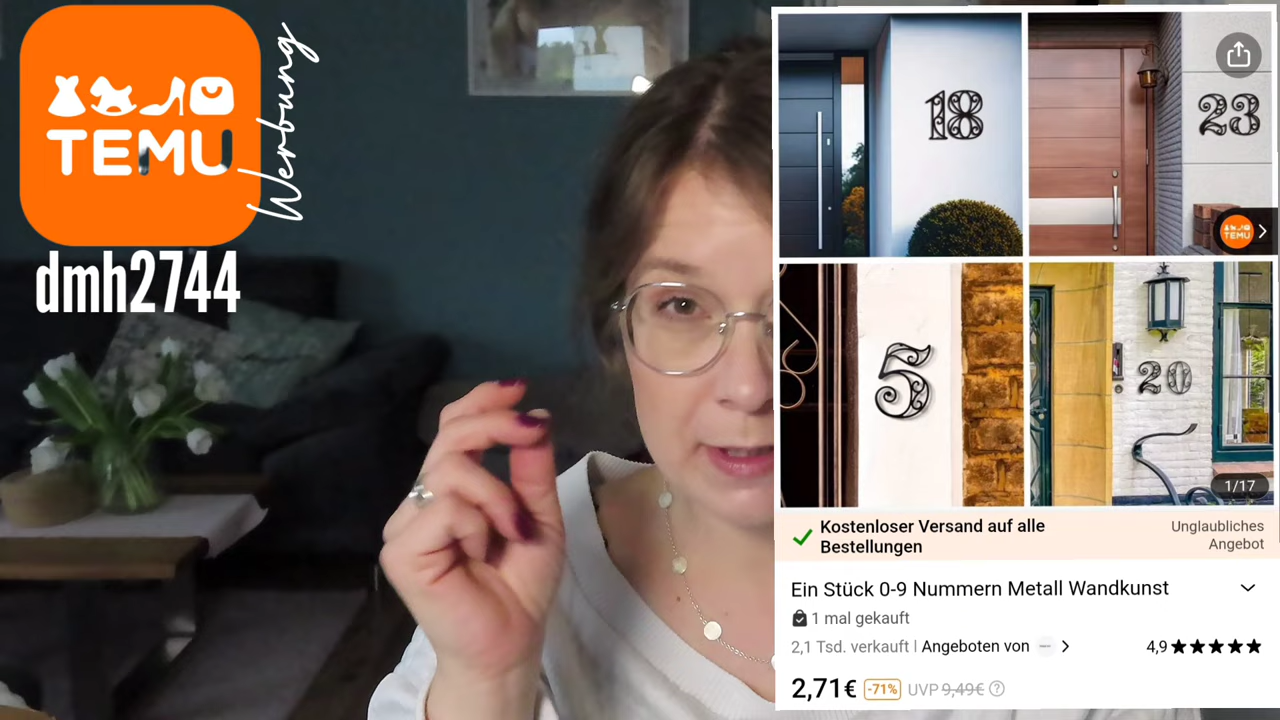 TEMU
Werbung
dmh2744
18
23
TEMU
5
20
1/17
Kostenloser Versand auf alle
Bestellungen
Unglaubliches
Angebot
Ein Stück 0-9 Nummern Metall Wandkunst
1 mal gekauft
2,1 Tsd. verkauft | Angeboten von
4,9
2,71€ -71% UVP 9,49€ ?